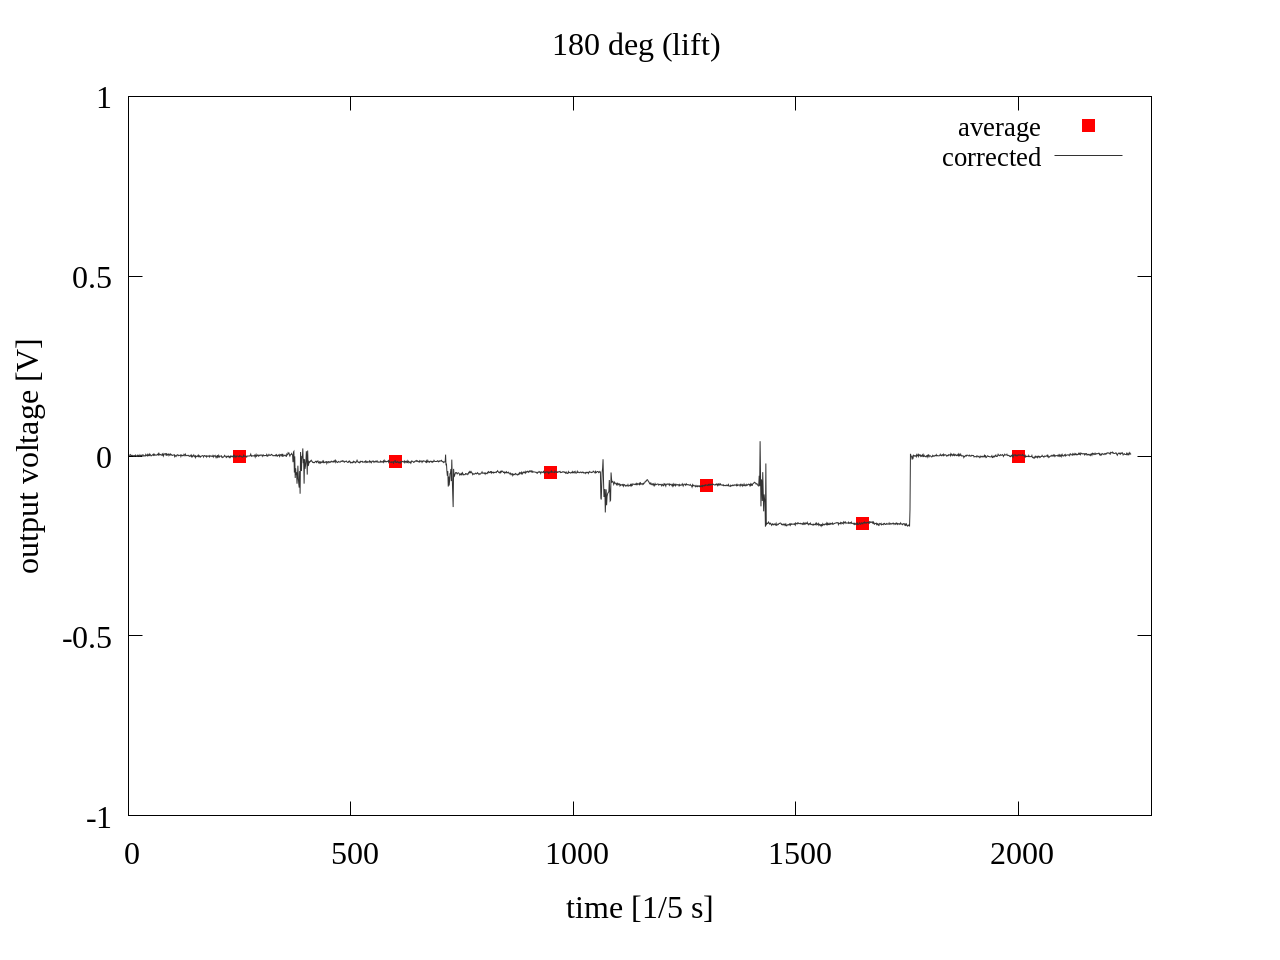 180 deg (lift)
1
average
corrected
0.5
0
-0.5
-1
output voltage [V]
0 500 1000 1500 2000
time [1/5 s]